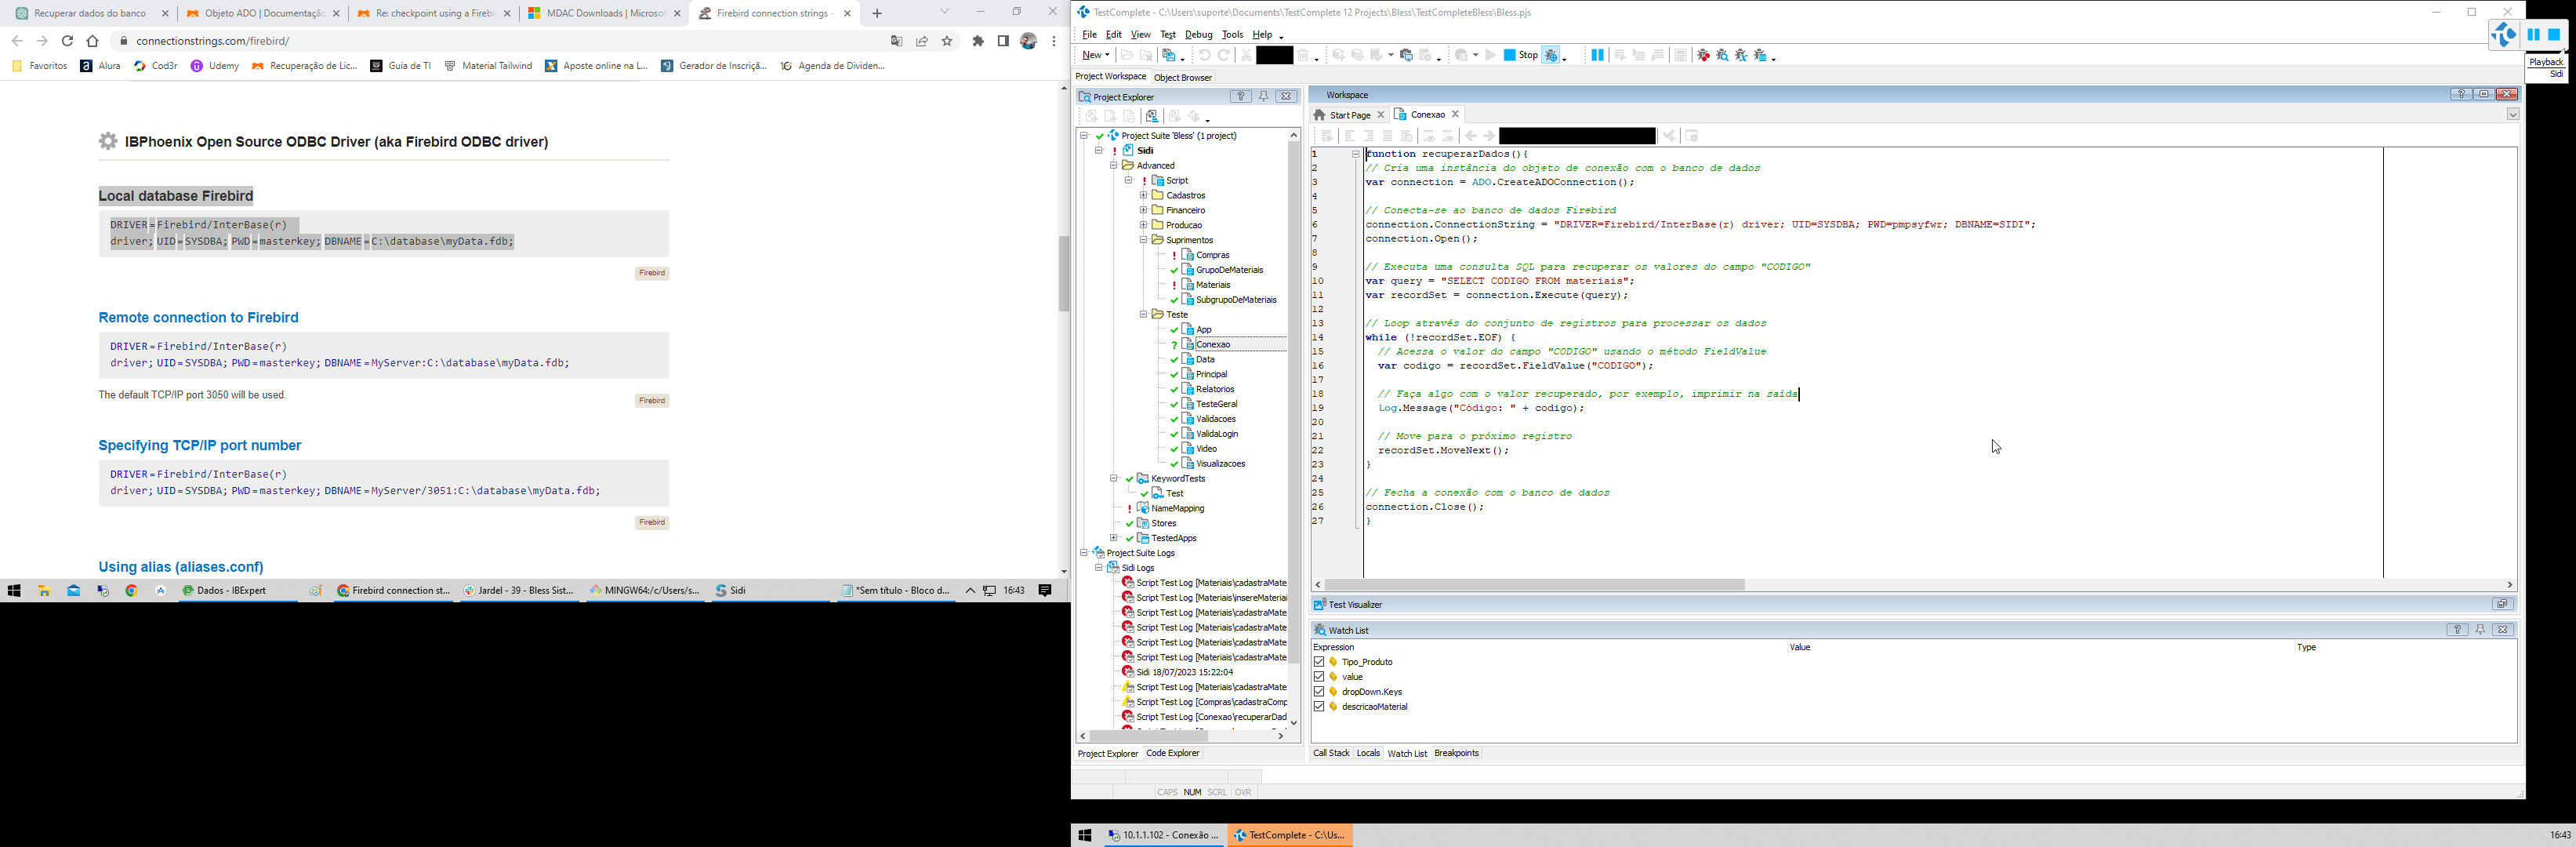 Recuperar dados do banco
Objeto ADO | Documentação
Re: checkpoint using a Firebi
MDAC Downloads | Microsof
Firebird connection strings -
connectionstrings.com/firebird/
Favoritos
Alura
Cod3r
Udemy
Recuperação de Lic...
Guia de TI
Material Tailwind
Aposte online na L...
Gerador de Inscriçã...
Agenda de Dividen...
IBPhoenix Open Source ODBC Driver (aka Firebird ODBC driver)
Local database Firebird
DRIVER=Firebird/InterBase(r)
driver; UID=SYSDBA; PWD=masterkey; DBNAME=C:\database\myData.fdb;
Firebird
Remote connection to Firebird
DRIVER=Firebird/InterBase(r)
driver; UID=SYSDBA; PWD=masterkey; DBNAME=MyServer:C:\database\myData.fdb;
The default TCP/IP port 3050 will be used.
Firebird
Specifying TCP/IP port number
DRIVER=Firebird/InterBase(r)
driver; UID=SYSDBA; PWD=masterkey; DBNAME=MyServer/3051:C:\database\myData.fdb;
Firebird
Using alias (aliases.conf)
Dados - IBExpert
Firebird connection st...
Jardel - 39 - Bless Sist...
MINGW64:/c/Users/s...
Sidi
*Sem título - Bloco d...
16:43
TestComplete - C:\Users\suporte\Documents\TestComplete 12 Projects\Bless\TestCompleteBless\Bless.pjs
File Edit View Test Debug Tools Help
New
Stop
Playback
Sidi
Project Workspace
Object Browser
Project Explorer
Project Suite 'Bless' (1 project)
Sidi
Advanced
Script
Cadastros
Financeiro
Producao
Suprimentos
Compras
GrupoDeMateriais
Materiais
SubgrupoDeMateriais
Teste
App
Conexao
Data
Principal
Relatorios
TesteGeral
Validacoes
ValidaLogin
Video
Visualizacoes
KeywordTests
Test
NameMapping
Stores
TestedApps
Project Suite Logs
Sidi Logs
Script Test Log [Materiais\cadastraMate
Script Test Log [Materiais\insereMateriai
Script Test Log [Materiais\cadastraMate
Script Test Log [Materiais\cadastraMate
Script Test Log [Materiais\cadastraMate
Script Test Log [Materiais\cadastraMate
Sidi 18/07/2023 15:22:04
Script Test Log [Materiais\cadastraMate
Script Test Log [Compras\cadastraComp
Script Test Log [Conexao\recuperarDad
Project Explorer
Code Explorer
Workspace
Start Page
Conexao
1 function recuperarDados(){
2 // Cria uma instância do objeto de conexão com o banco de dados
3 var connection = ADO.CreateADOConnection();
4
5 // Conecta-se ao banco de dados Firebird
6 connection.ConnectionString = "DRIVER=Firebird/InterBase(r) driver; UID=SYSDBA; PWD=pmpsyfwr; DBNAME=SIDI";
7 connection.Open();
8
9 // Executa uma consulta SQL para recuperar os valores do campo "CODIGO"
10 var query = "SELECT CODIGO FROM materiais";
11 var recordSet = connection.Execute(query);
12
13 // Loop através do conjunto de registros para processar os dados
14 while (!recordSet.EOF) {
15 // Acessa o valor do campo "CODIGO" usando o método FieldValue
16 var codigo = recordSet.FieldValue("CODIGO");
17
18 // Faça algo com o valor recuperado, por exemplo, imprimir na saída
19 Log.Message("Código: " + codigo);
20
21 // Move para o próximo registro
22 recordSet.MoveNext();
23 }
24
25 // Fecha a conexão com o banco de dados
26 connection.Close();
27 }
Test Visualizer
Watch List
Expression
Value
Type
Tipo_Produto
value
dropDown.Keys
descricaoMaterial
Call Stack
Locals
Watch List
Breakpoints
CAPS NUM SCRL OVR
10.1.1.102 - Conexão ...
TestComplete - C:\Us...
16:43